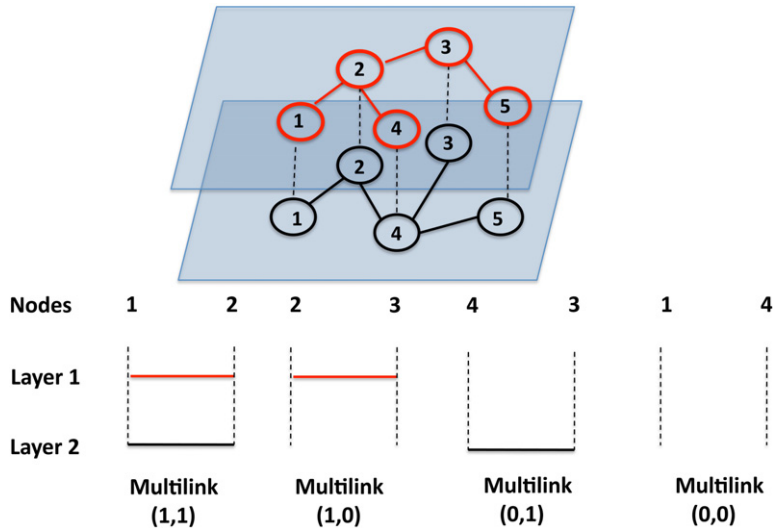 3
2
5
1
4
3
2
1
4
5
Nodes 1 2 2 3 4 3 1 4
Layer 1
Layer 2
Multilink Multilink Multilink Multilink
(1,1) (1,0) (0,1) (0,0)